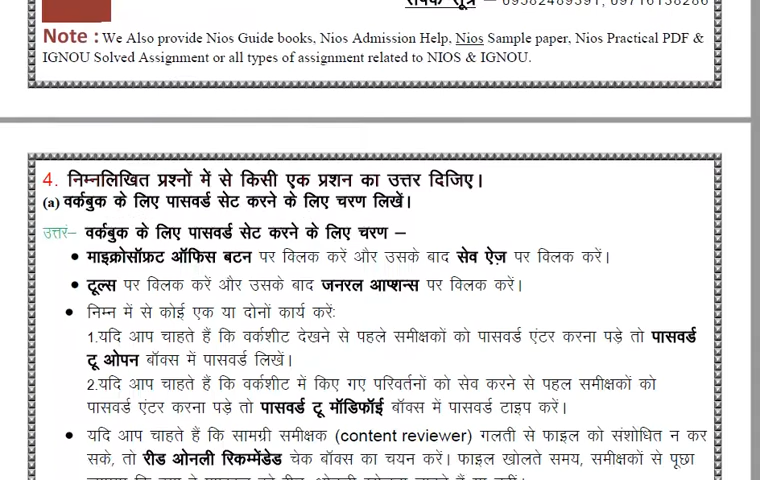 09582489391, 09716138286
Note : We Also provide Nios Guide books, Nios Admission Help, Nios Sample paper, Nios Practical PDF &
IGNOU Solved Assignment or all types of assignment related to NIOS & IGNOU.
4. निम्नलिखित प्रश्नों में से किसी एक प्रशन का उत्तर दिजिए।
(a) वर्कबुक के लिए पासवर्ड सेट करने के लिए चरण लिखें।
उत्तरं– वर्कबुक के लिए पासवर्ड सेट करने के लिए चरण –
• माइक्रोसॉफ़्ट ऑफिस बटन पर क्लिक करें और उसके बाद सेव ऐज़ पर क्लिक करें।
• टूल्स पर क्लिक करें और उसके बाद जनरल आप्शन्स पर क्लिक करें।
• निम्न में से कोई एक या दोनों कार्य करें:
1.यदि आप चाहते हैं कि वर्कशीट देखने से पहले समीक्षकों को पासवर्ड एंटर करना पड़े तो पासवर्ड
टू ओपन बॉक्स में पासवर्ड लिखें।
2.यदि आप चाहते हैं कि वर्कशीट में किए गए परिवर्तनों को सेव करने से पहल समीक्षकों को
पासवर्ड एंटर करना पड़े तो पासवर्ड टू मॉडिफॉई बॉक्स में पासवर्ड टाइप करें।
• यदि आप चाहते हैं कि सामग्री समीक्षक (content reviewer) गलती से फाइल को संशोधित न कर
सके, तो रीड ओनली रिकम्मेंडेड चेक बॉक्स का चयन करें। फाइल खोलते समय, समीक्षकों से पूछा